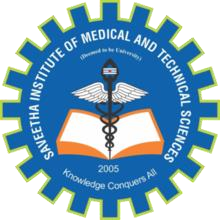 SAVEETHA INSTITUTE OF MEDICAL AND TECHNICAL SCIENCES
(Deemed to be University)
2005
Knowledge Conquers All